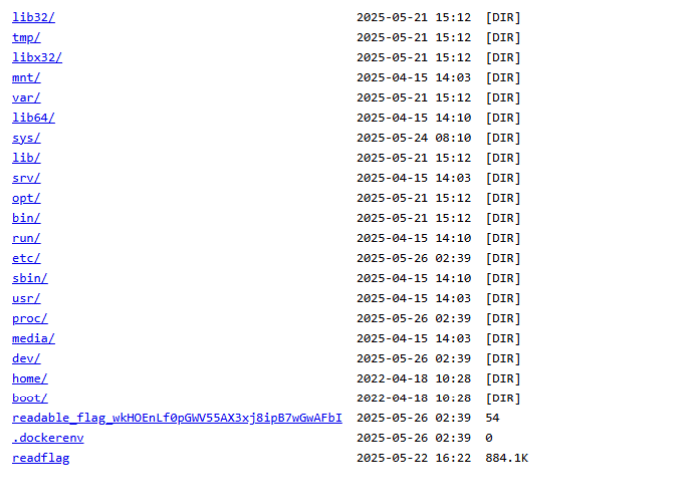 lib32/ 2025-05-21 15:12 [DIR]
tmp/ 2025-05-21 15:12 [DIR]
libx32/ 2025-05-21 15:12 [DIR]
mnt/ 2025-04-15 14:03 [DIR]
var/ 2025-05-21 15:12 [DIR]
lib64/ 2025-04-15 14:10 [DIR]
sys/ 2025-05-24 08:10 [DIR]
lib/ 2025-05-21 15:12 [DIR]
srv/ 2025-04-15 14:03 [DIR]
opt/ 2025-05-21 15:12 [DIR]
bin/ 2025-05-21 15:12 [DIR]
run/ 2025-04-15 14:10 [DIR]
etc/ 2025-05-26 02:39 [DIR]
sbin/ 2025-04-15 14:10 [DIR]
usr/ 2025-04-15 14:03 [DIR]
proc/ 2025-05-26 02:39 [DIR]
media/ 2025-04-15 14:03 [DIR]
dev/ 2025-05-26 02:39 [DIR]
home/ 2022-04-18 10:28 [DIR]
boot/ 2022-04-18 10:28 [DIR]
readable_flag_wkHOEnLf0pGWV55AX3xj8ipB7wGwAFbI 2025-05-26 02:39 54
.dockerenv 2025-05-26 02:39 0
readflag 2025-05-22 16:22 884.1K